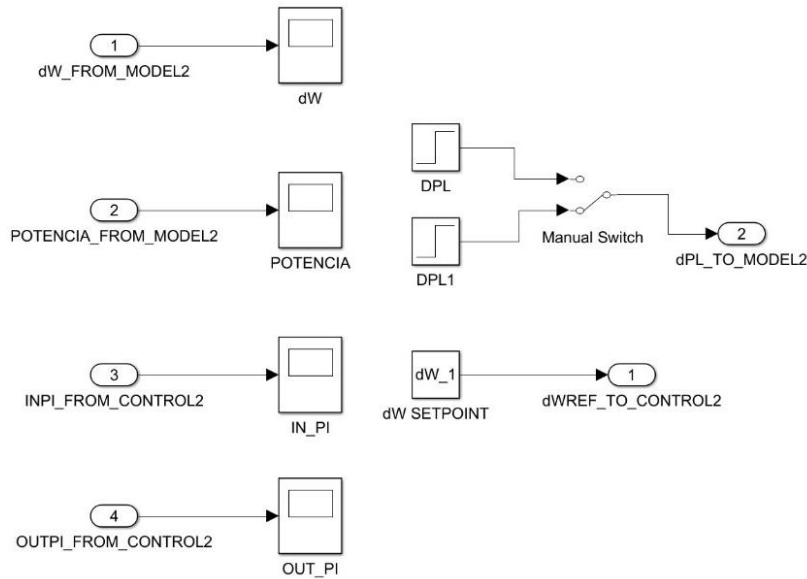 1
dW_FROM_MODEL2
dW
DPL
2
POTENCIA_FROM_MODEL2
POTENCIA
DPL1
Manual Switch
2
dPL_TO_MODEL2
3
INPI_FROM_CONTROL2
IN_PI
dW_1
dW SETPOINT
1
dWREF_TO_CONTROL2
4
OUTPI_FROM_CONTROL2
OUT_PI